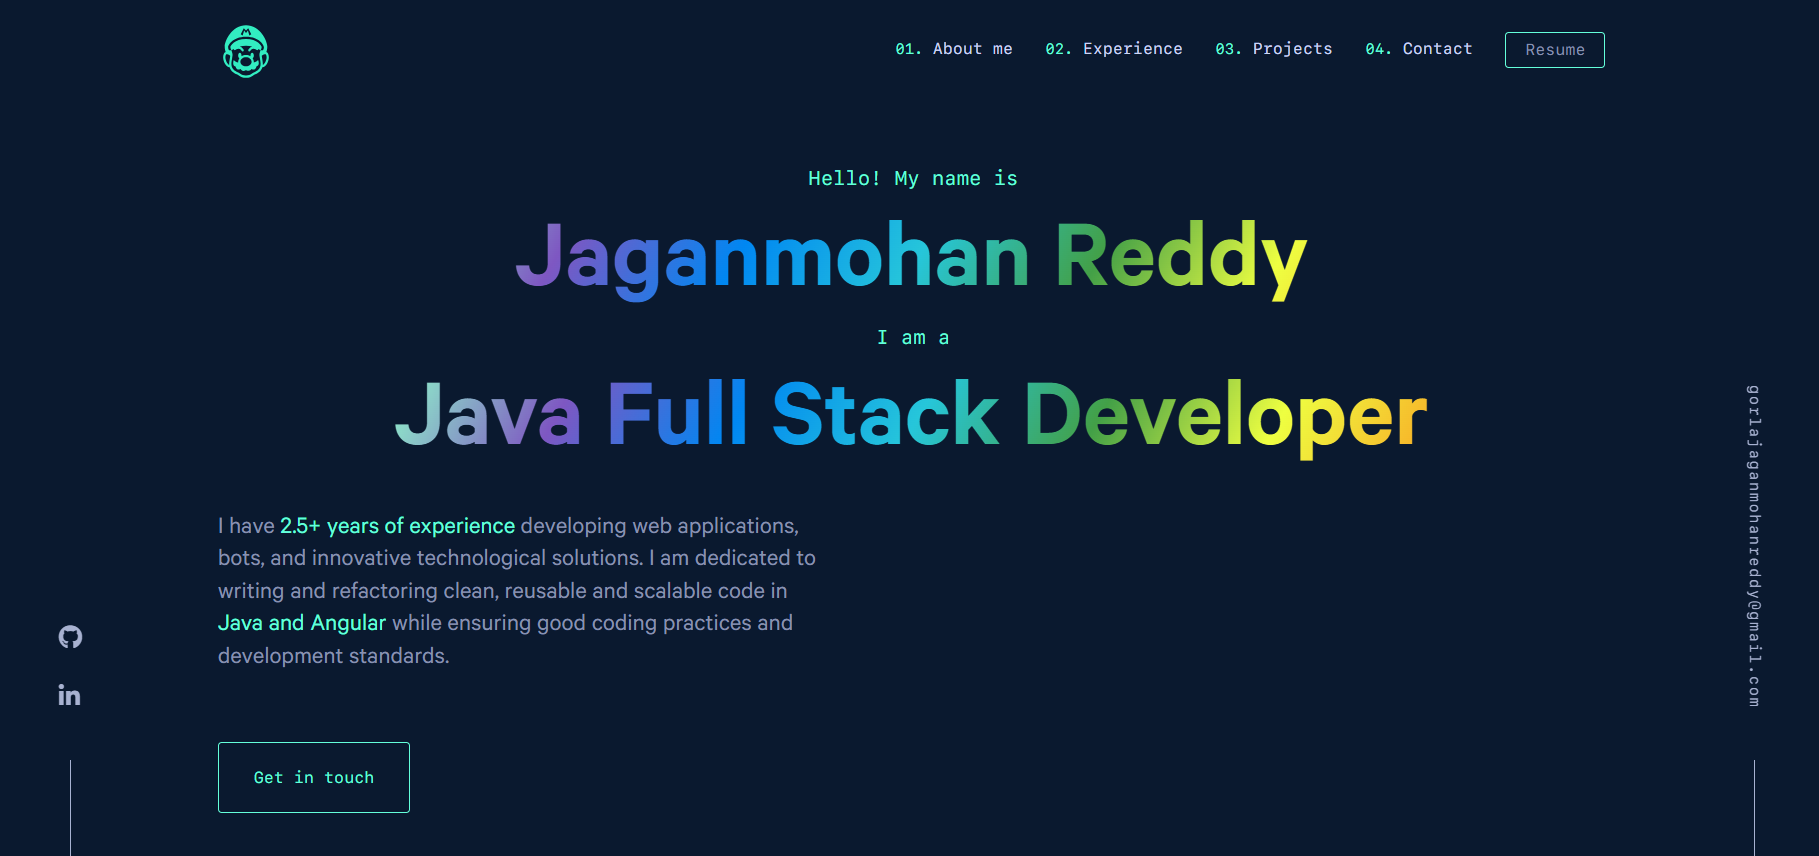 01. About me 02. Experience 03. Projects 04. Contact Resume
Hello! My name is
Jaganmohan Reddy
I am a
Java Full Stack Developer
I have 2.5+ years of experience developing web applications,
bots, and innovative technological solutions. I am dedicated to
writing and refactoring clean, reusable and scalable code in
Java and Angular while ensuring good coding practices and
development standards.
Get in touch
gorlajaganmohanreddy@gmail.com